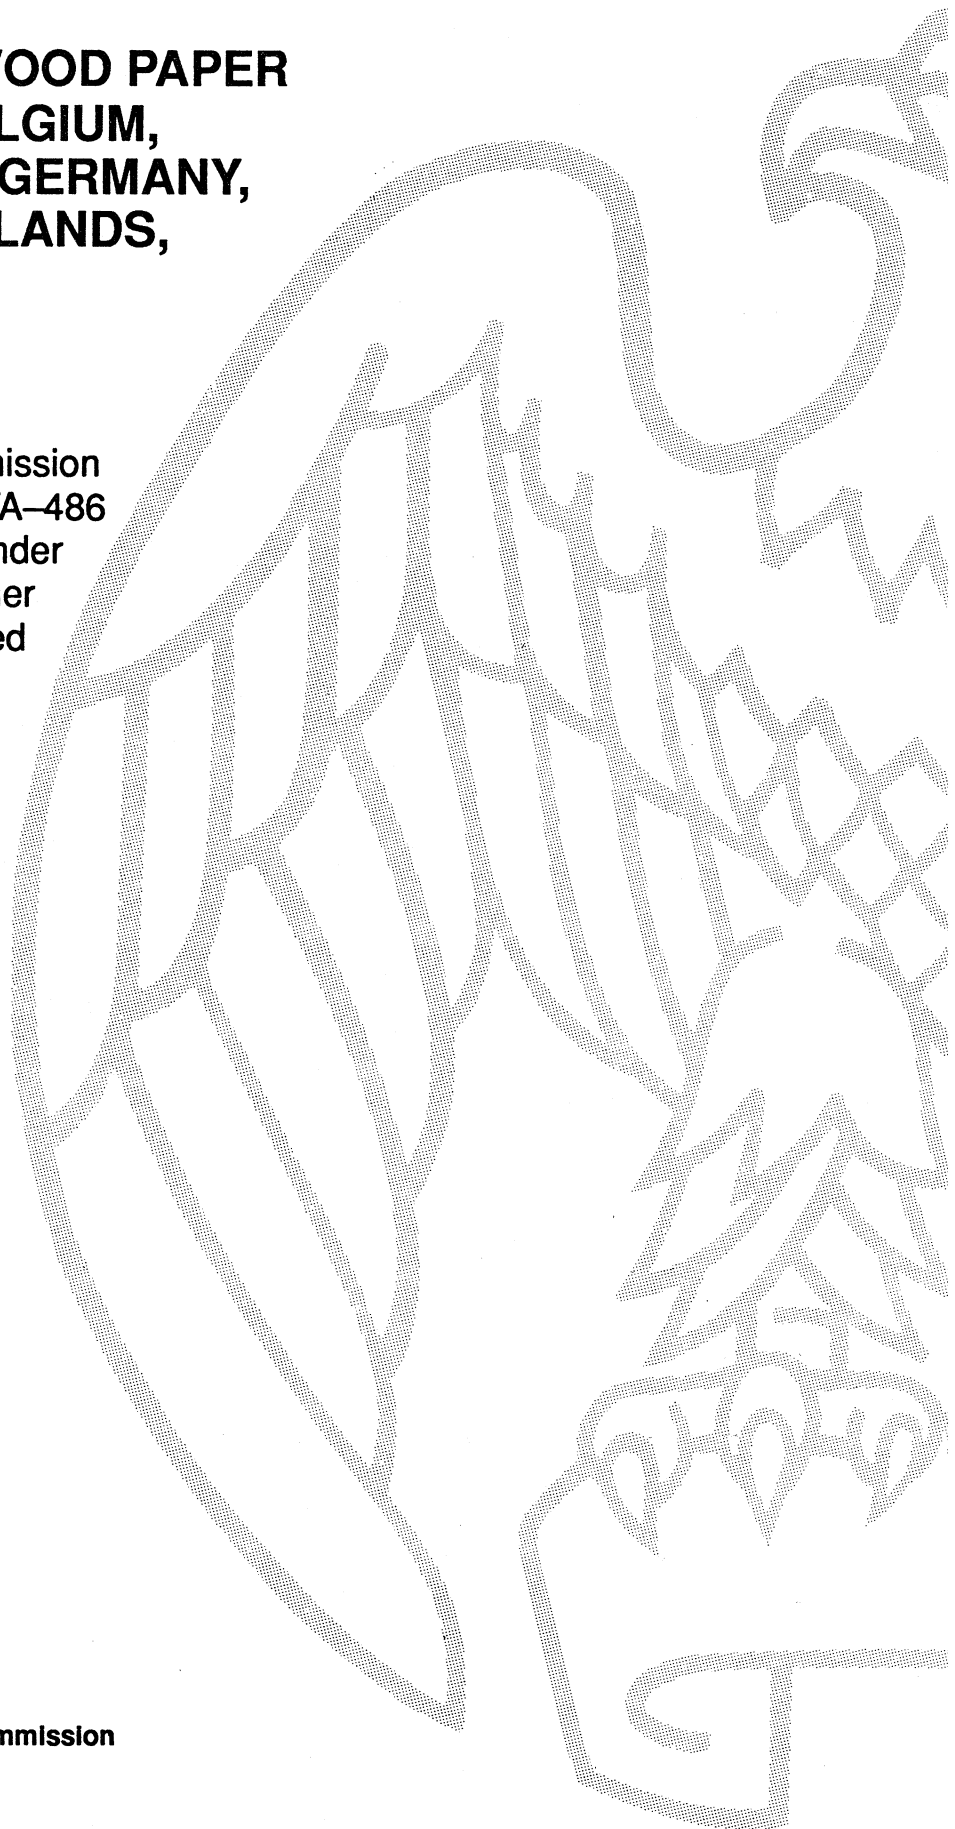 OOD PAPER
LGIUM,
GERMANY,
LANDS,
ission
A–486
nder
er
ed
mmission